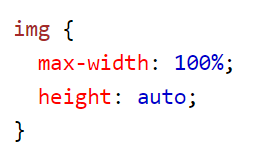 img {
  max-width: 100%;
  height: auto;
}